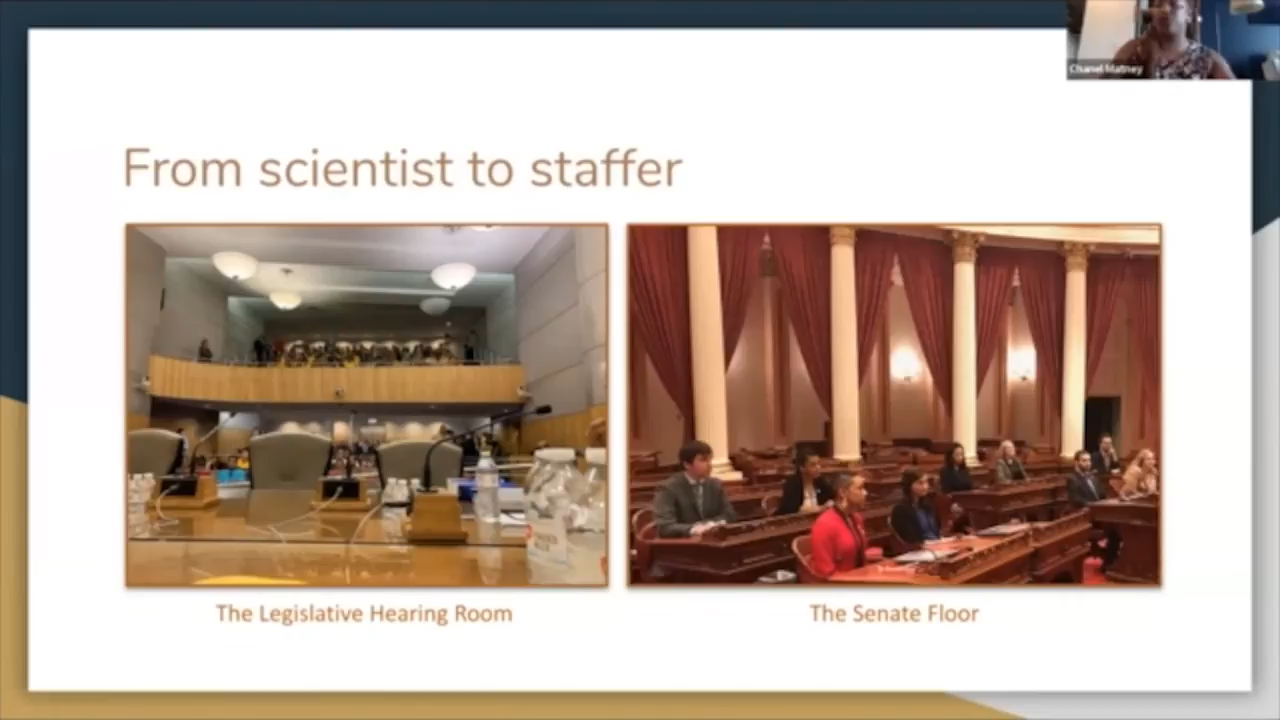 Chanel Matney
From scientist to staffer
The Legislative Hearing Room
The Senate Floor